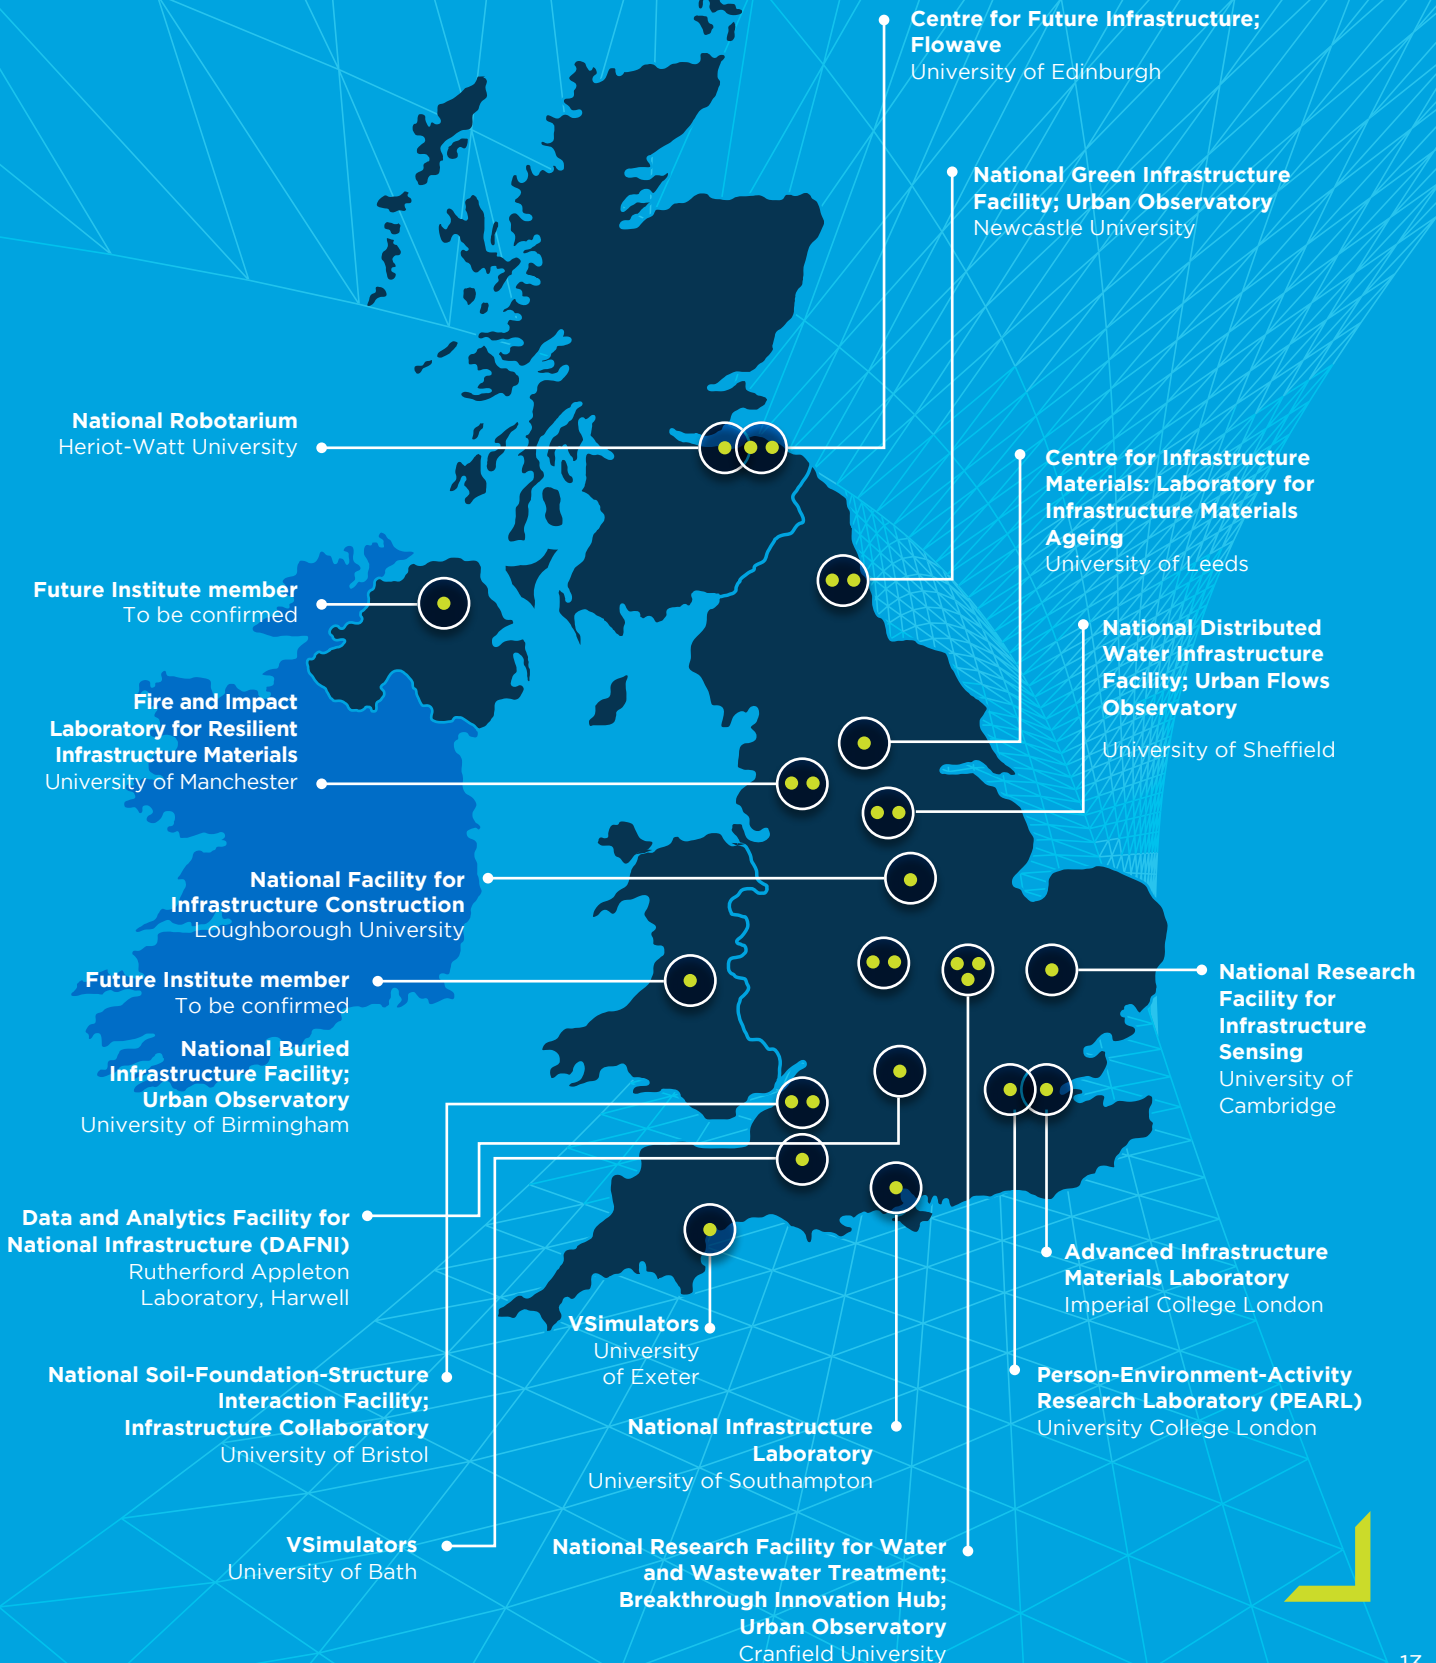 Centre for Future Infrastructure;
Flowave
University of Edinburgh
National Green Infrastructure
Facility; Urban Observatory
Newcastle University
National Robotarium
Heriot-Watt University
Centre for Infrastructure
Materials: Laboratory for
Infrastructure Materials
Ageing
University of Leeds
Future Institute member
To be confirmed
National Distributed
Water Infrastructure
Facility; Urban Flows
Observatory
University of Sheffield
Fire and Impact
Laboratory for Resilient
Infrastructure Materials
University of Manchester
National Facility for
Infrastructure Construction
Loughborough University
Future Institute member
To be confirmed
National Research
Facility for
Infrastructure
Sensing
University of
Cambridge
National Buried
Infrastructure Facility;
Urban Observatory
University of Birmingham
Data and Analytics Facility for
National Infrastructure (DAFNI)
Rutherford Appleton
Laboratory, Harwell
Advanced Infrastructure
Materials Laboratory
Imperial College London
VSimulators
University
of Exeter
National Soil-Foundation-Structure
Interaction Facility;
Infrastructure Collaboratory
University of Bristol
Person-Environment-Activity
Research Laboratory (PEARL)
University College London
National Infrastructure
Laboratory
University of Southampton
VSimulators
University of Bath
National Research Facility for Water
and Wastewater Treatment;
Breakthrough Innovation Hub;
Urban Observatory
Cranfield University